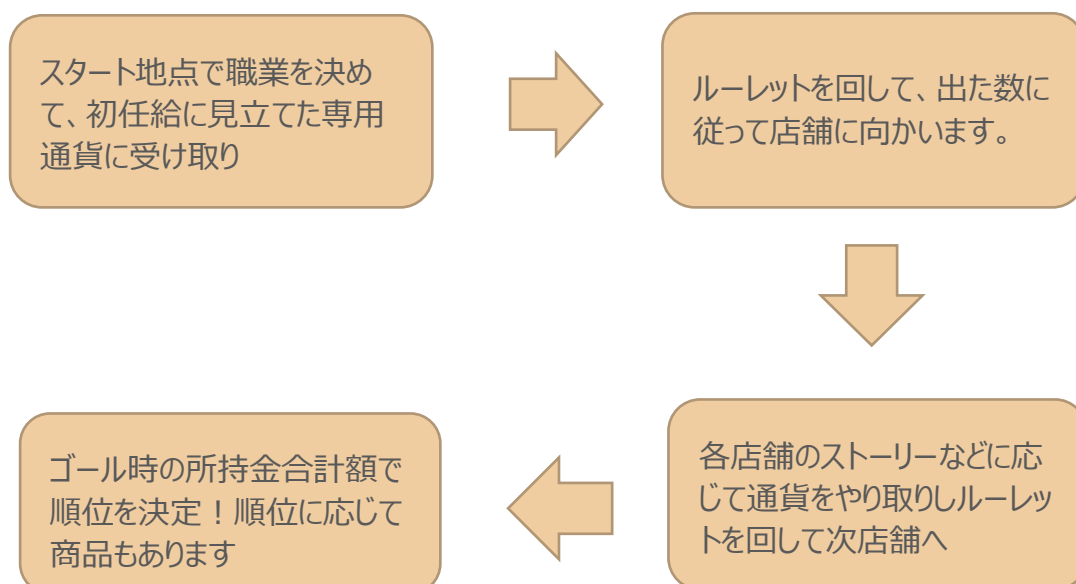 スタート地点で職業を決め
て、初任給に見立てた専用
通貨に受け取り
ルーレットを回して、出た数に
従って店舗に向かいます。
各店舗のストーリーなどに応
じて通貨をやり取りしルーレッ
トを回して次店舗へ
ゴール時の所持金合計額で
順位を決定！順位に応じて
商品もあります